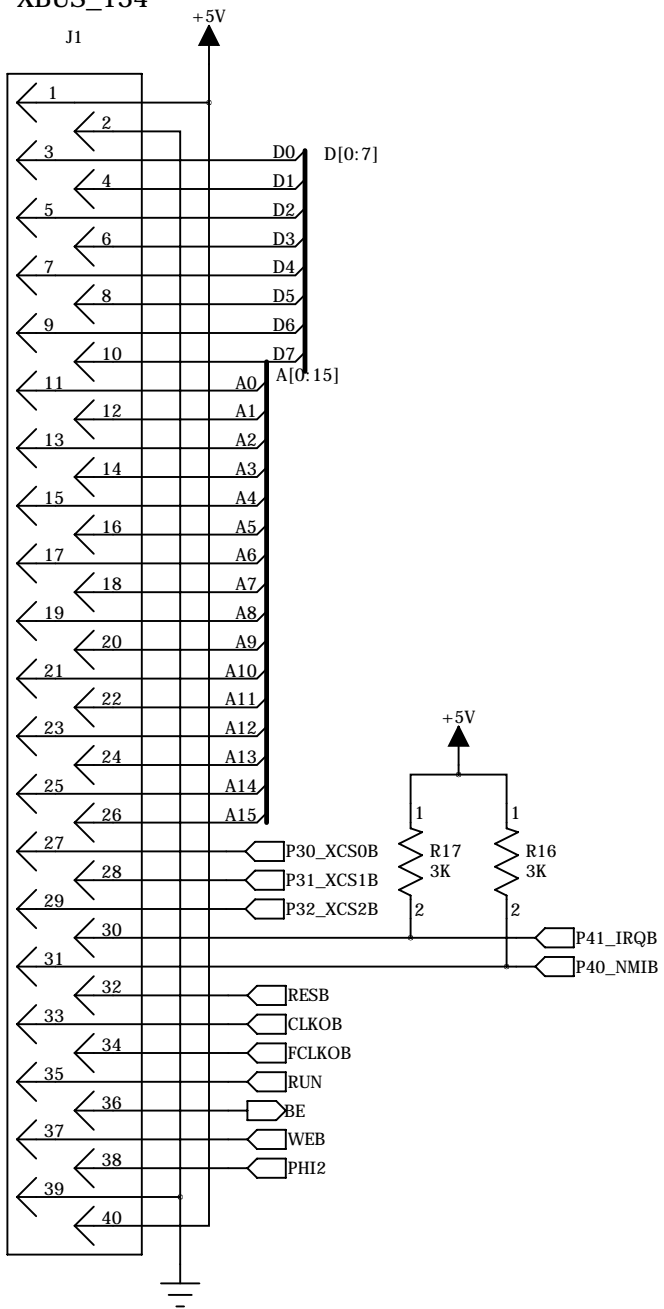 XBUS_134
J1
+5V
1
2
3 D0 D[0:7]
4 D1
5 D2
6 D3
7 D4
8 D5
9 D6
10 D7
A[0:15]
11 A0
12 A1
13 A2
14 A3
15 A4
16 A5
17 A6
18 A7
19 A8
20 A9
21 A10
22 A11
23 A12
24 A13
25 A14
26 A15
+5V
1 1
R17 R16
3K 3K
2 2
27 P30_XCS0B
28 P31_XCS1B
29 P32_XCS2B
30 P41_IRQB
31 P40_NMIB
32 RESB
33 CLKOB
34 FCLKOB
35 RUN
36 BE
37 WEB
38 PHI2
39
40